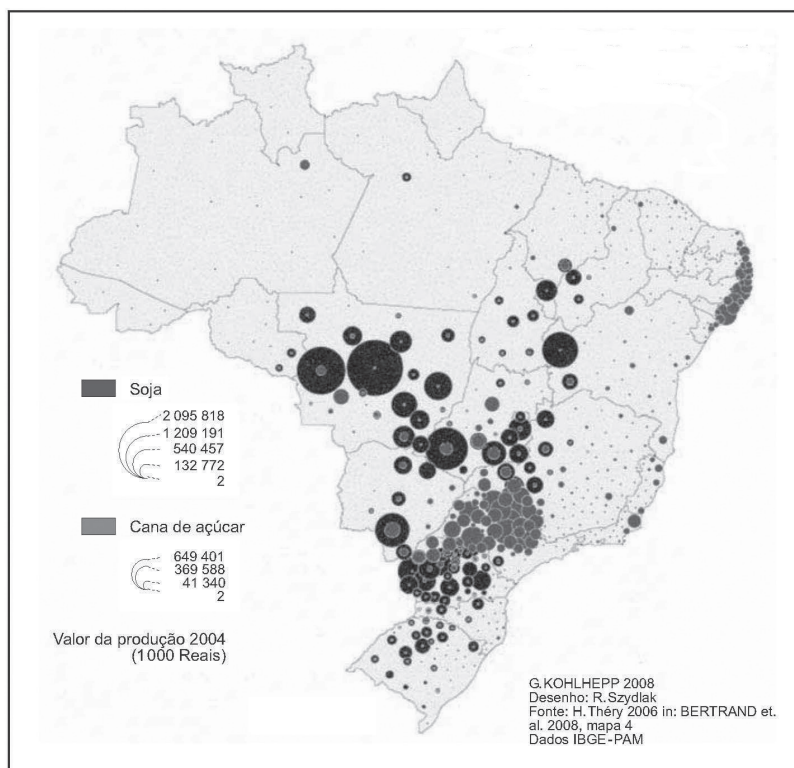 Soja
2 095 818
1 209 191
540 457
132 772
2
Cana de açúcar
649 401
369 588
41 340
2
Valor da produção 2004
(1000 Reais)
G.KOHLHEPP 2008
Desenho: R.Szydlak
Fonte: H.Théry 2006 in: BERTRAND et.
al. 2008, mapa 4
Dados IBGE-PAM